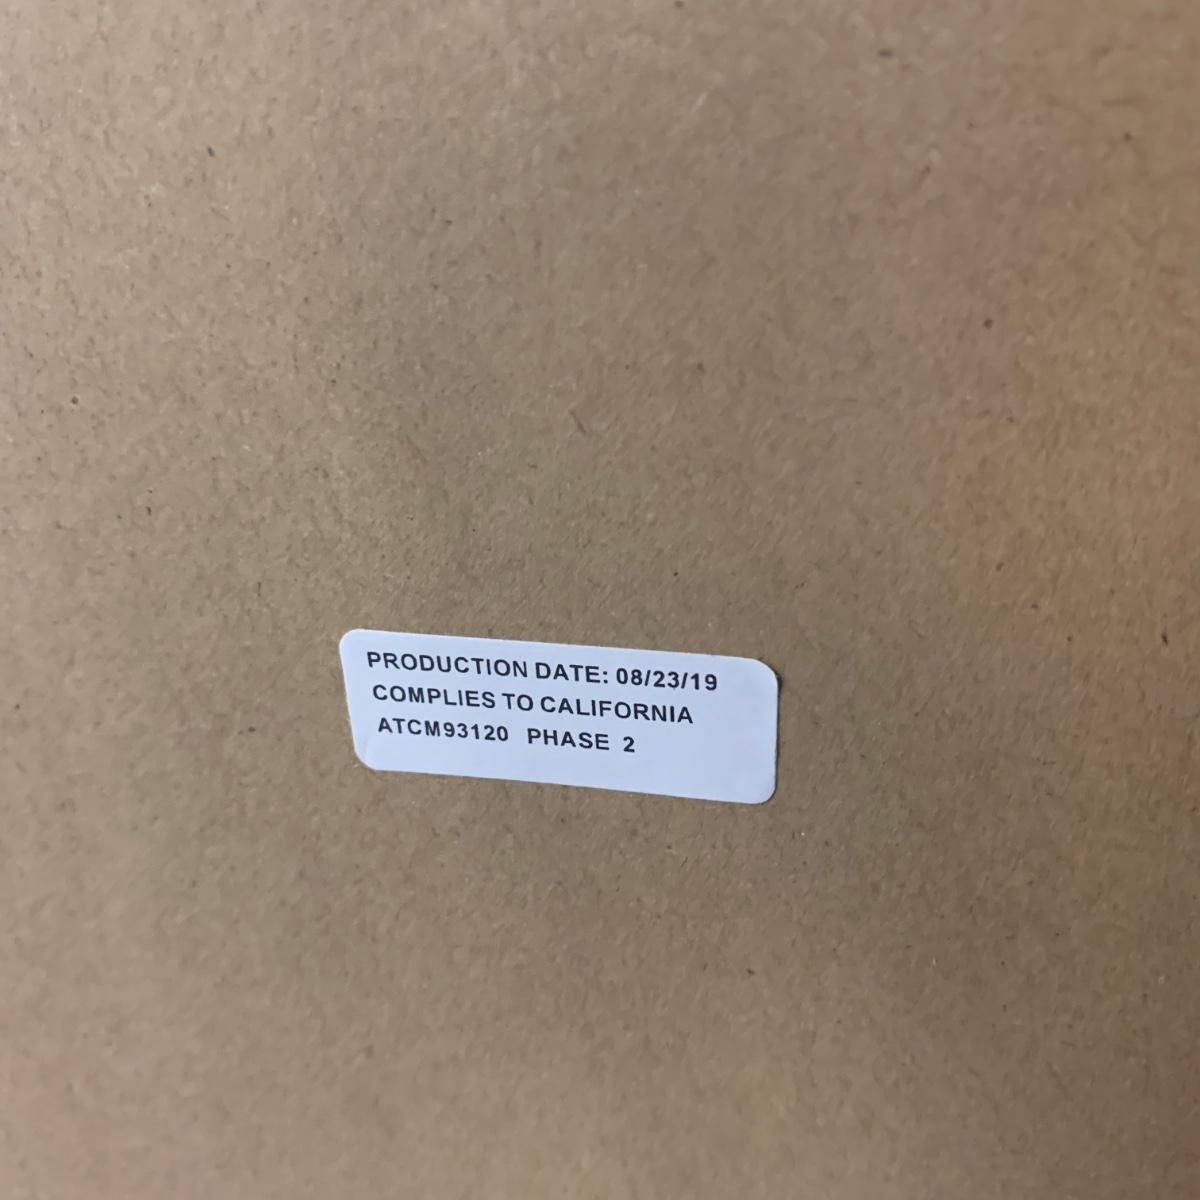 PRODUCTION DATE: 08/23/19
COMPLIES TO CALIFORNIA
ATCM93120 PHASE 2